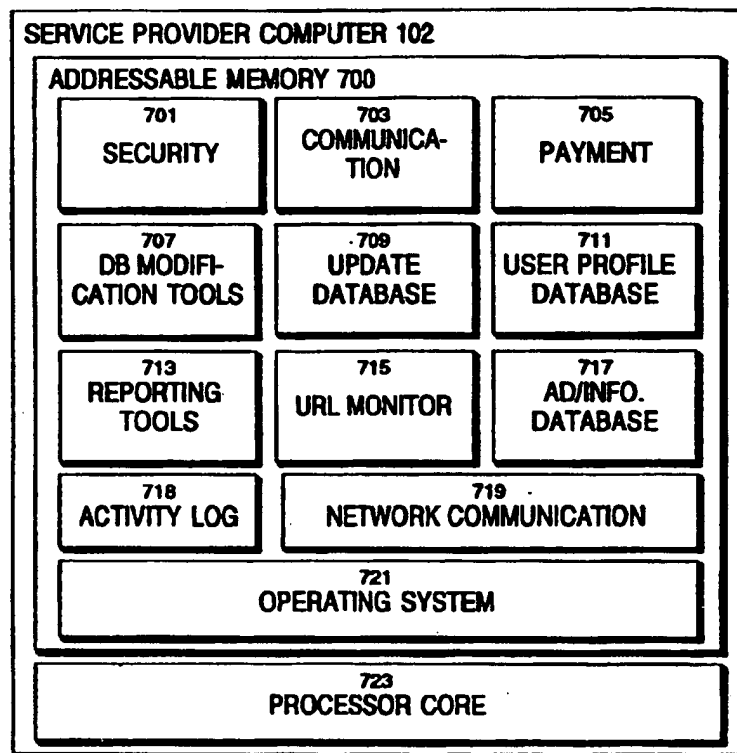 SERVICE PROVIDER COMPUTER 102
ADDRESSABLE MEMORY 700
701
SECURITY
703
COMMUNICA-
TION
705
PAYMENT
707
DB MODIFI-
CATION TOOLS
709
UPDATE
DATABASE
711
USER PROFILE
DATABASE
713
REPORTING
TOOLS
715
URL MONITOR
717
AD/INFO.
DATABASE
718
ACTIVITY LOG
719
NETWORK COMMUNICATION
721
OPERATING SYSTEM
723
PROCESSOR CORE